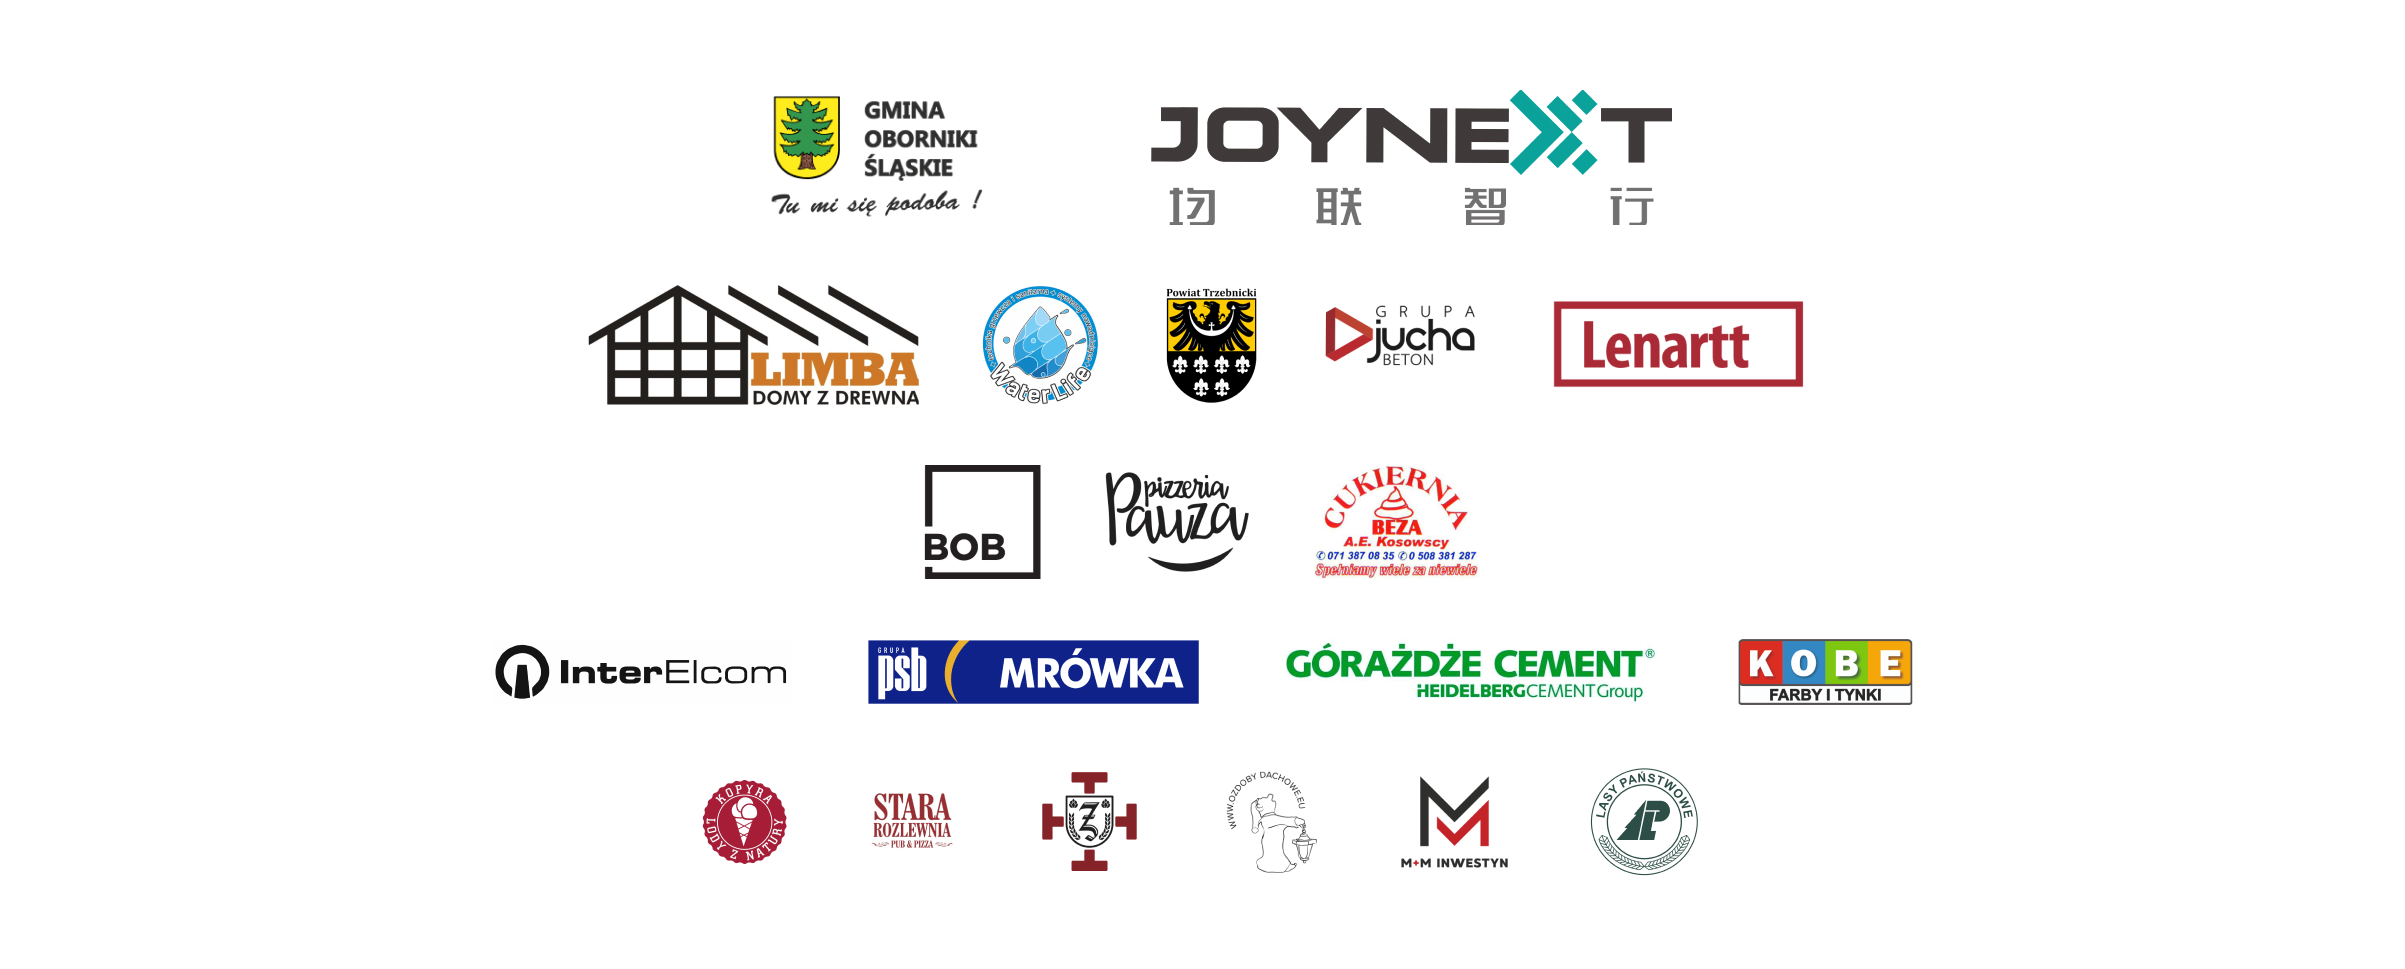 GMINA
OBORNIKI
ŚLĄSKIE
Tu mi się podoba !
JOYNEXT
均 联 智 行
LIMBA
DOMY Z DREWNA
WaterLife
Powiat Trzebnicki
GRUPA
jucha
BETON
Lenartt
BOB
pizzeria
Pauza
CUKIERNIA
BEZA
A.E. Kosowscy
✆ 071 387 08 35 ✆ 0 508 381 287
Spełniamy wiele za niewiele
InterElcom
GRUPA
psb
MRÓWKA
GÓRAŻDŻE CEMENT®
HEIDELBERGCEMENT Group
KOBE
FARBY I TYNKI
KOPYRA
LODY Z NATURY
STARA
ROZLEWNIA
PUB & PIZZA
Z
WWW.OZDOBY DACHOWE.EU
M+M INWESTYN
LASY PAŃSTWOWE
LP